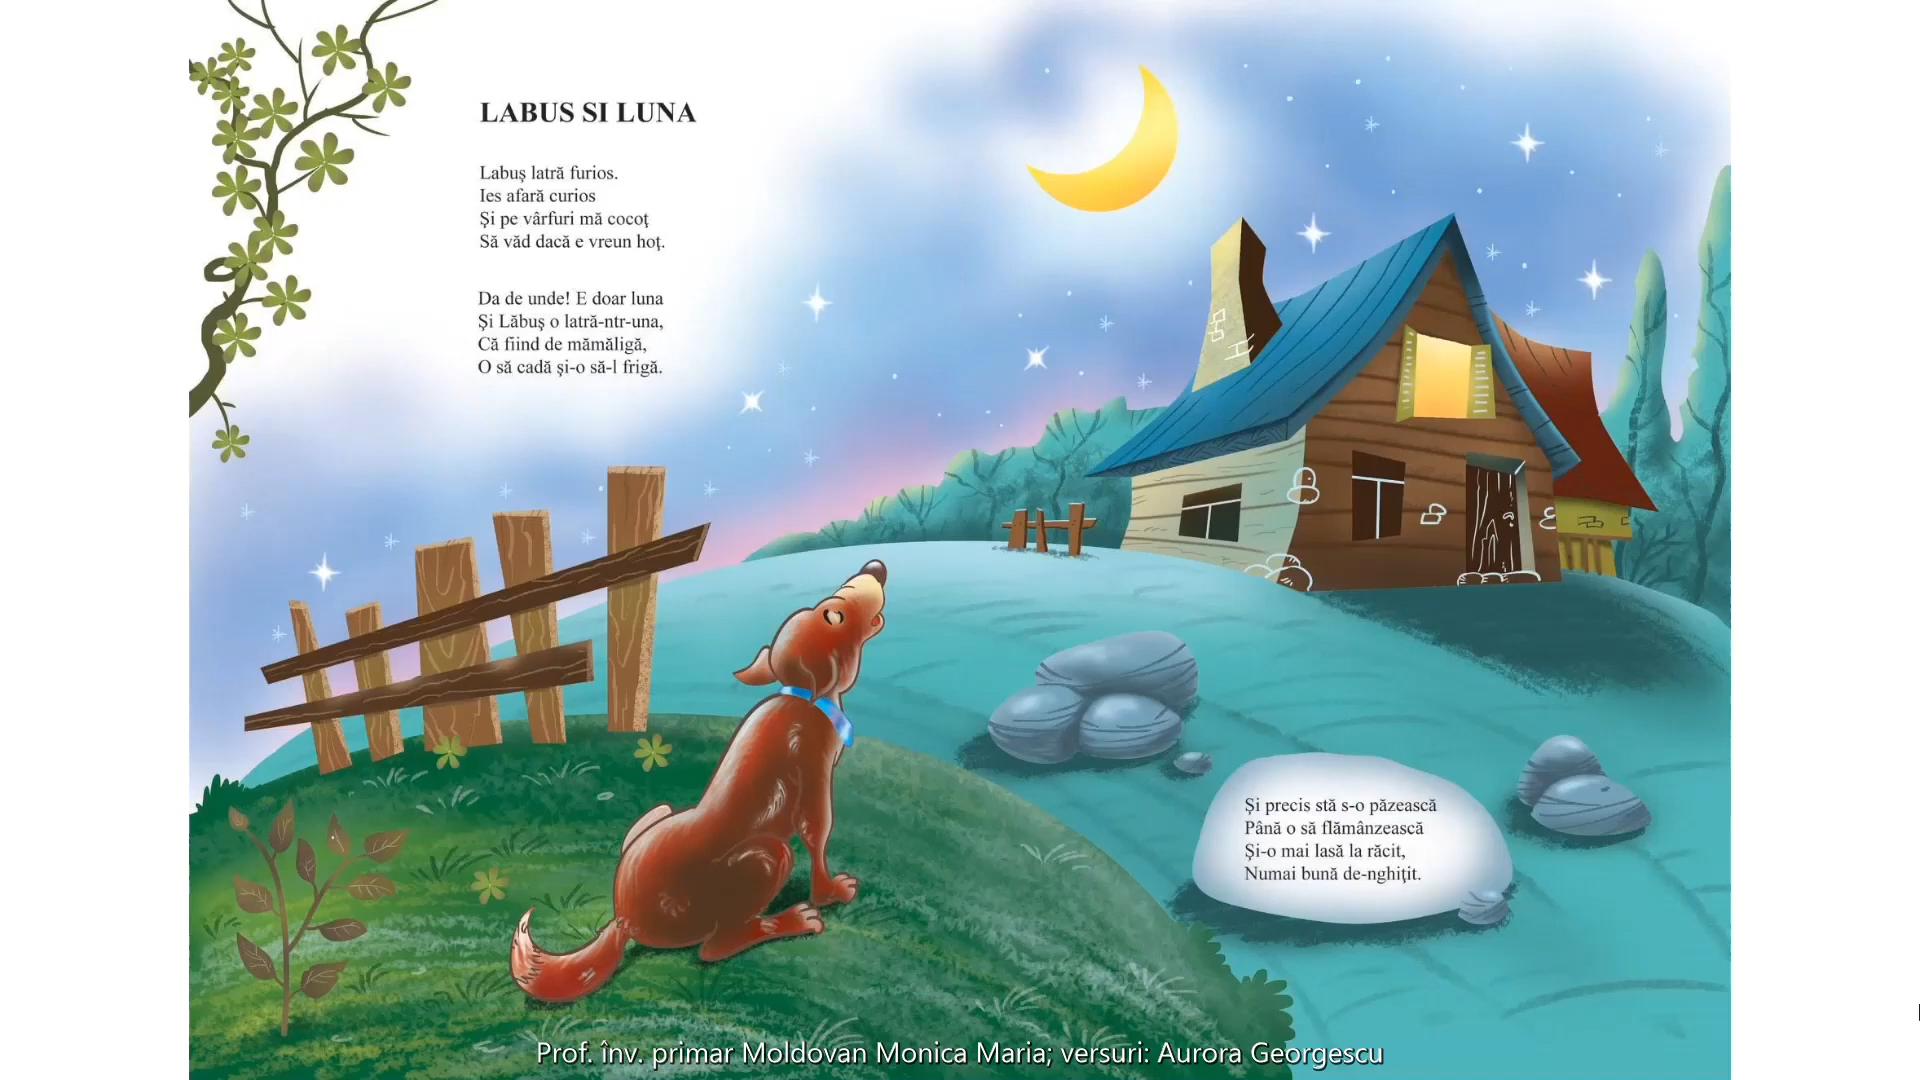 LABUS SI LUNA
Labuş latră furios.
Ies afară curios
Şi pe vârfuri mă cocoţ
Să văd dacă e vreun hoţ.
Da de unde! E doar luna
Şi Lăbuş o latră-ntr-una,
Că fiind de mămăligă,
O să cadă şi-o să-l frigă.
Şi precis stă s-o păzească
Până o să flămânzească
Şi-o mai lasă la răcit,
Numai bună de-nghiţit.
Prof. înv. primar Moldovan Monica Maria; versuri: Aurora Georgescu